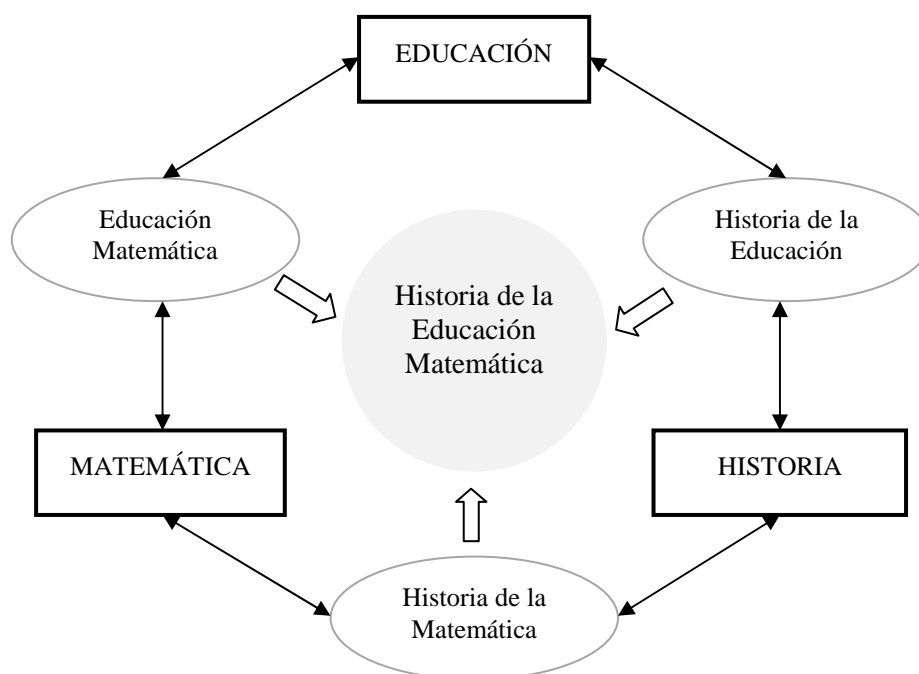 EDUCACIÓN
Educación
Matemática
Historia de la
Educación
Historia de la
Educación
Matemática
MATEMÁTICA
HISTORIA
Historia de la
Matemática